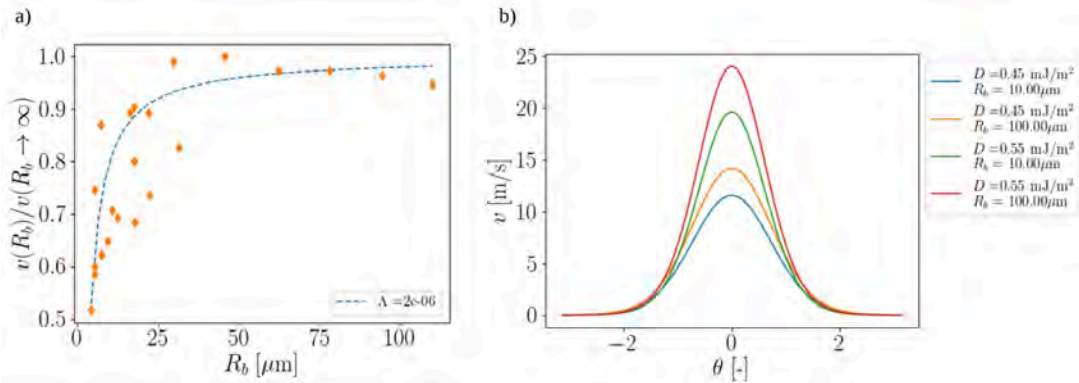 a)
b)
v(R_b)/v(R_b → ∞)
1.0
0.9
0.8
0.7
0.6
0.5
0
25
50
75
100
R_b [μm]
Λ =2e-06
v [m/s]
25
20
15
10
5
0
−2
0
2
θ [-]
D =0.45 mJ/m²
R_b = 10.00μm
D =0.45 mJ/m²
R_b = 100.00μm
D =0.55 mJ/m²
R_b = 10.00μm
D =0.55 mJ/m²
R_b = 100.00μm